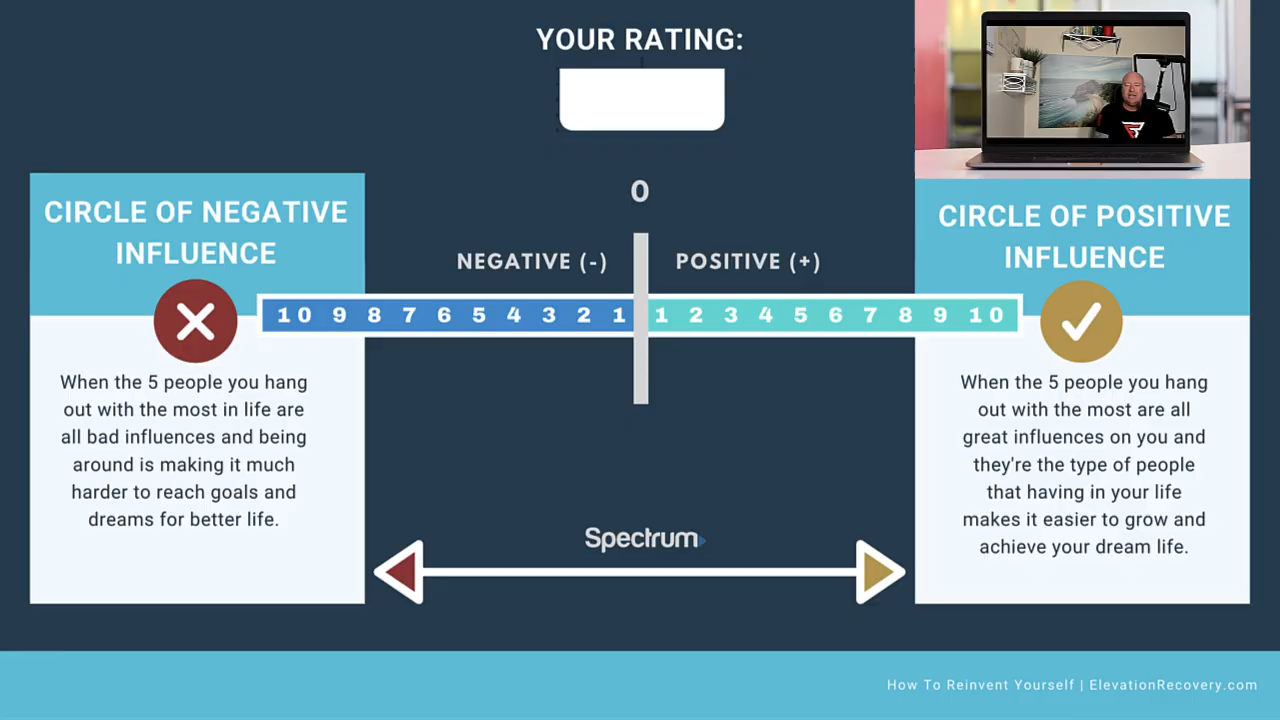 YOUR RATING:
0
CIRCLE OF NEGATIVE
INFLUENCE
NEGATIVE (-)
POSITIVE (+)
CIRCLE OF POSITIVE
INFLUENCE
10 9 8 7 6 5 4 3 2 1
1 2 3 4 5 6 7 8 9 10
When the 5 people you hang
out with the most in life are
all bad influences and being
around is making it much
harder to reach goals and
dreams for better life.
When the 5 people you hang
out with the most are all
great influences on you and
they're the type of people
that having in your life
makes it easier to grow and
achieve your dream life.
Spectrum
How To Reinvent Yourself | ElevationRecovery.com